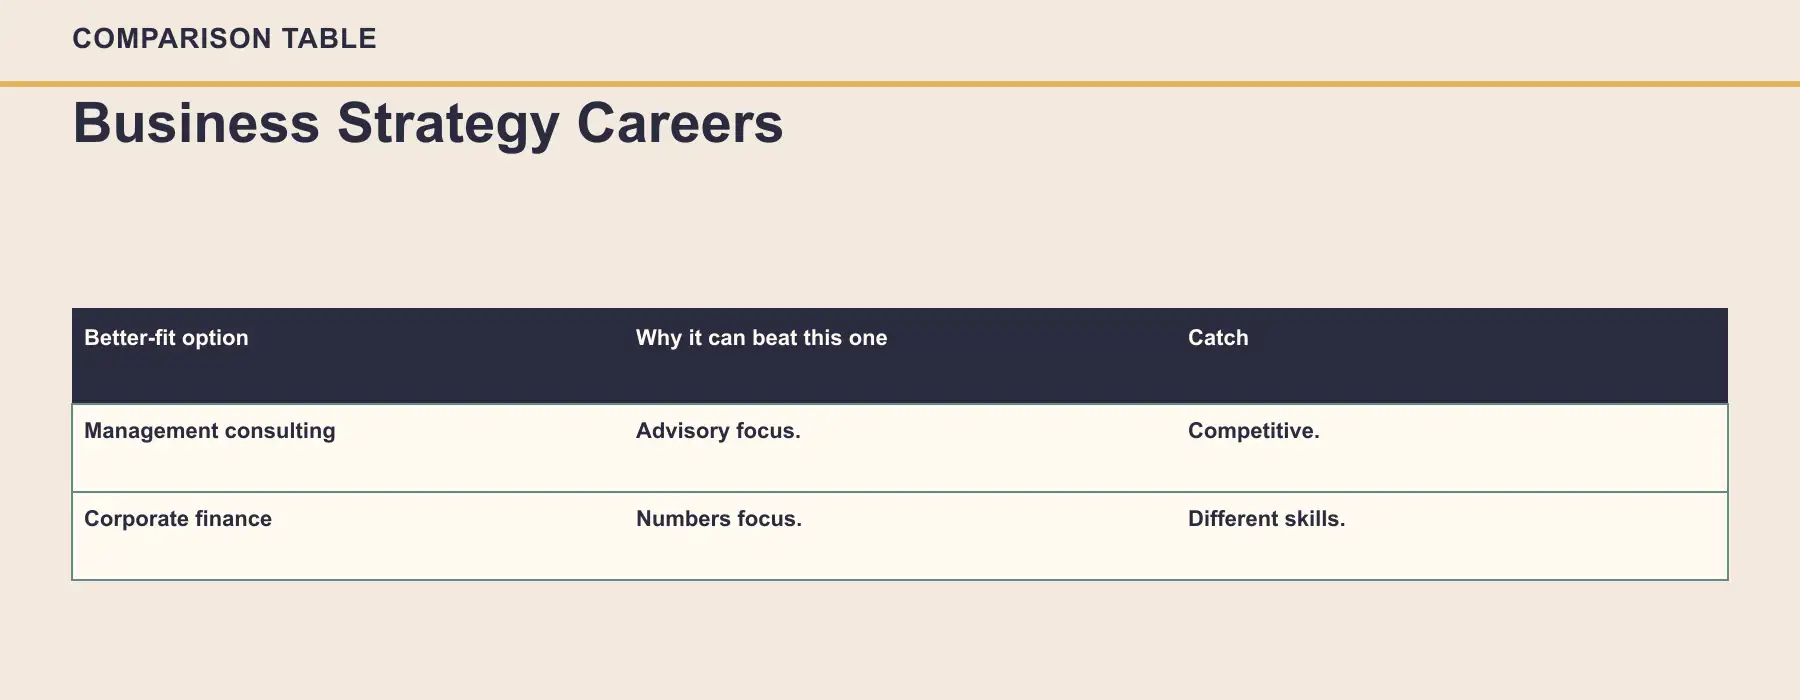 COMPARISON TABLE
Business Strategy Careers
Better-fit option Why it can beat this one Catch
Management consulting Advisory focus. Competitive.
Corporate finance Numbers focus. Different skills.